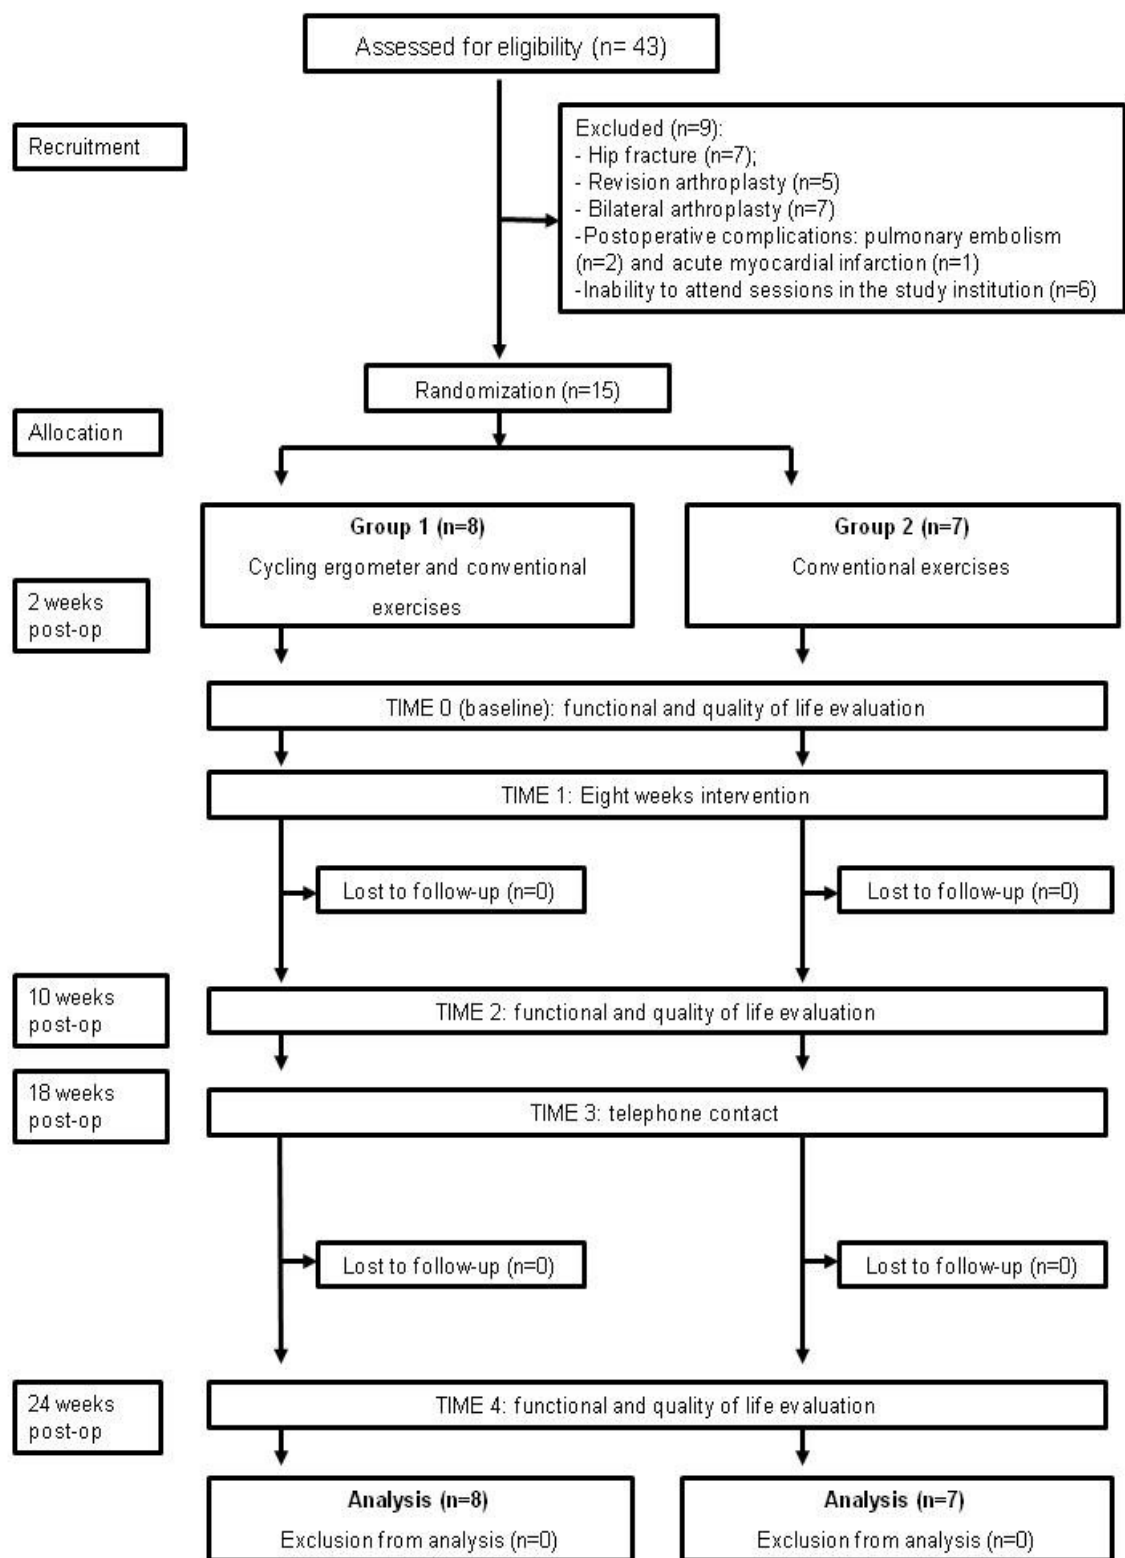 Assessed for eligibility (n= 43)
Recruitment
Excluded (n=9):
- Hip fracture (n=7);
- Revision arthroplasty (n=5)
- Bilateral arthroplasty (n=7)
-Postoperative complications: pulmonary embolism
(n=2) and acute myocardial infarction (n=1)
-Inability to attend sessions in the study institution (n=6)
Randomization (n=15)
Allocation
Group 1 (n=8)
Cycling ergometer and conventional
exercises
Group 2 (n=7)
Conventional exercises
2 weeks
post-op
TIME 0 (baseline): functional and quality of life evaluation
TIME 1: Eight weeks intervention
Lost to follow-up (n=0)
Lost to follow-up (n=0)
10 weeks
post-op
TIME 2: functional and quality of life evaluation
18 weeks
post-op
TIME 3: telephone contact
Lost to follow-up (n=0)
Lost to follow-up (n=0)
24 weeks
post-op
TIME 4: functional and quality of life evaluation
Analysis (n=8)
Exclusion from analysis (n=0)
Analysis (n=7)
Exclusion from analysis (n=0)